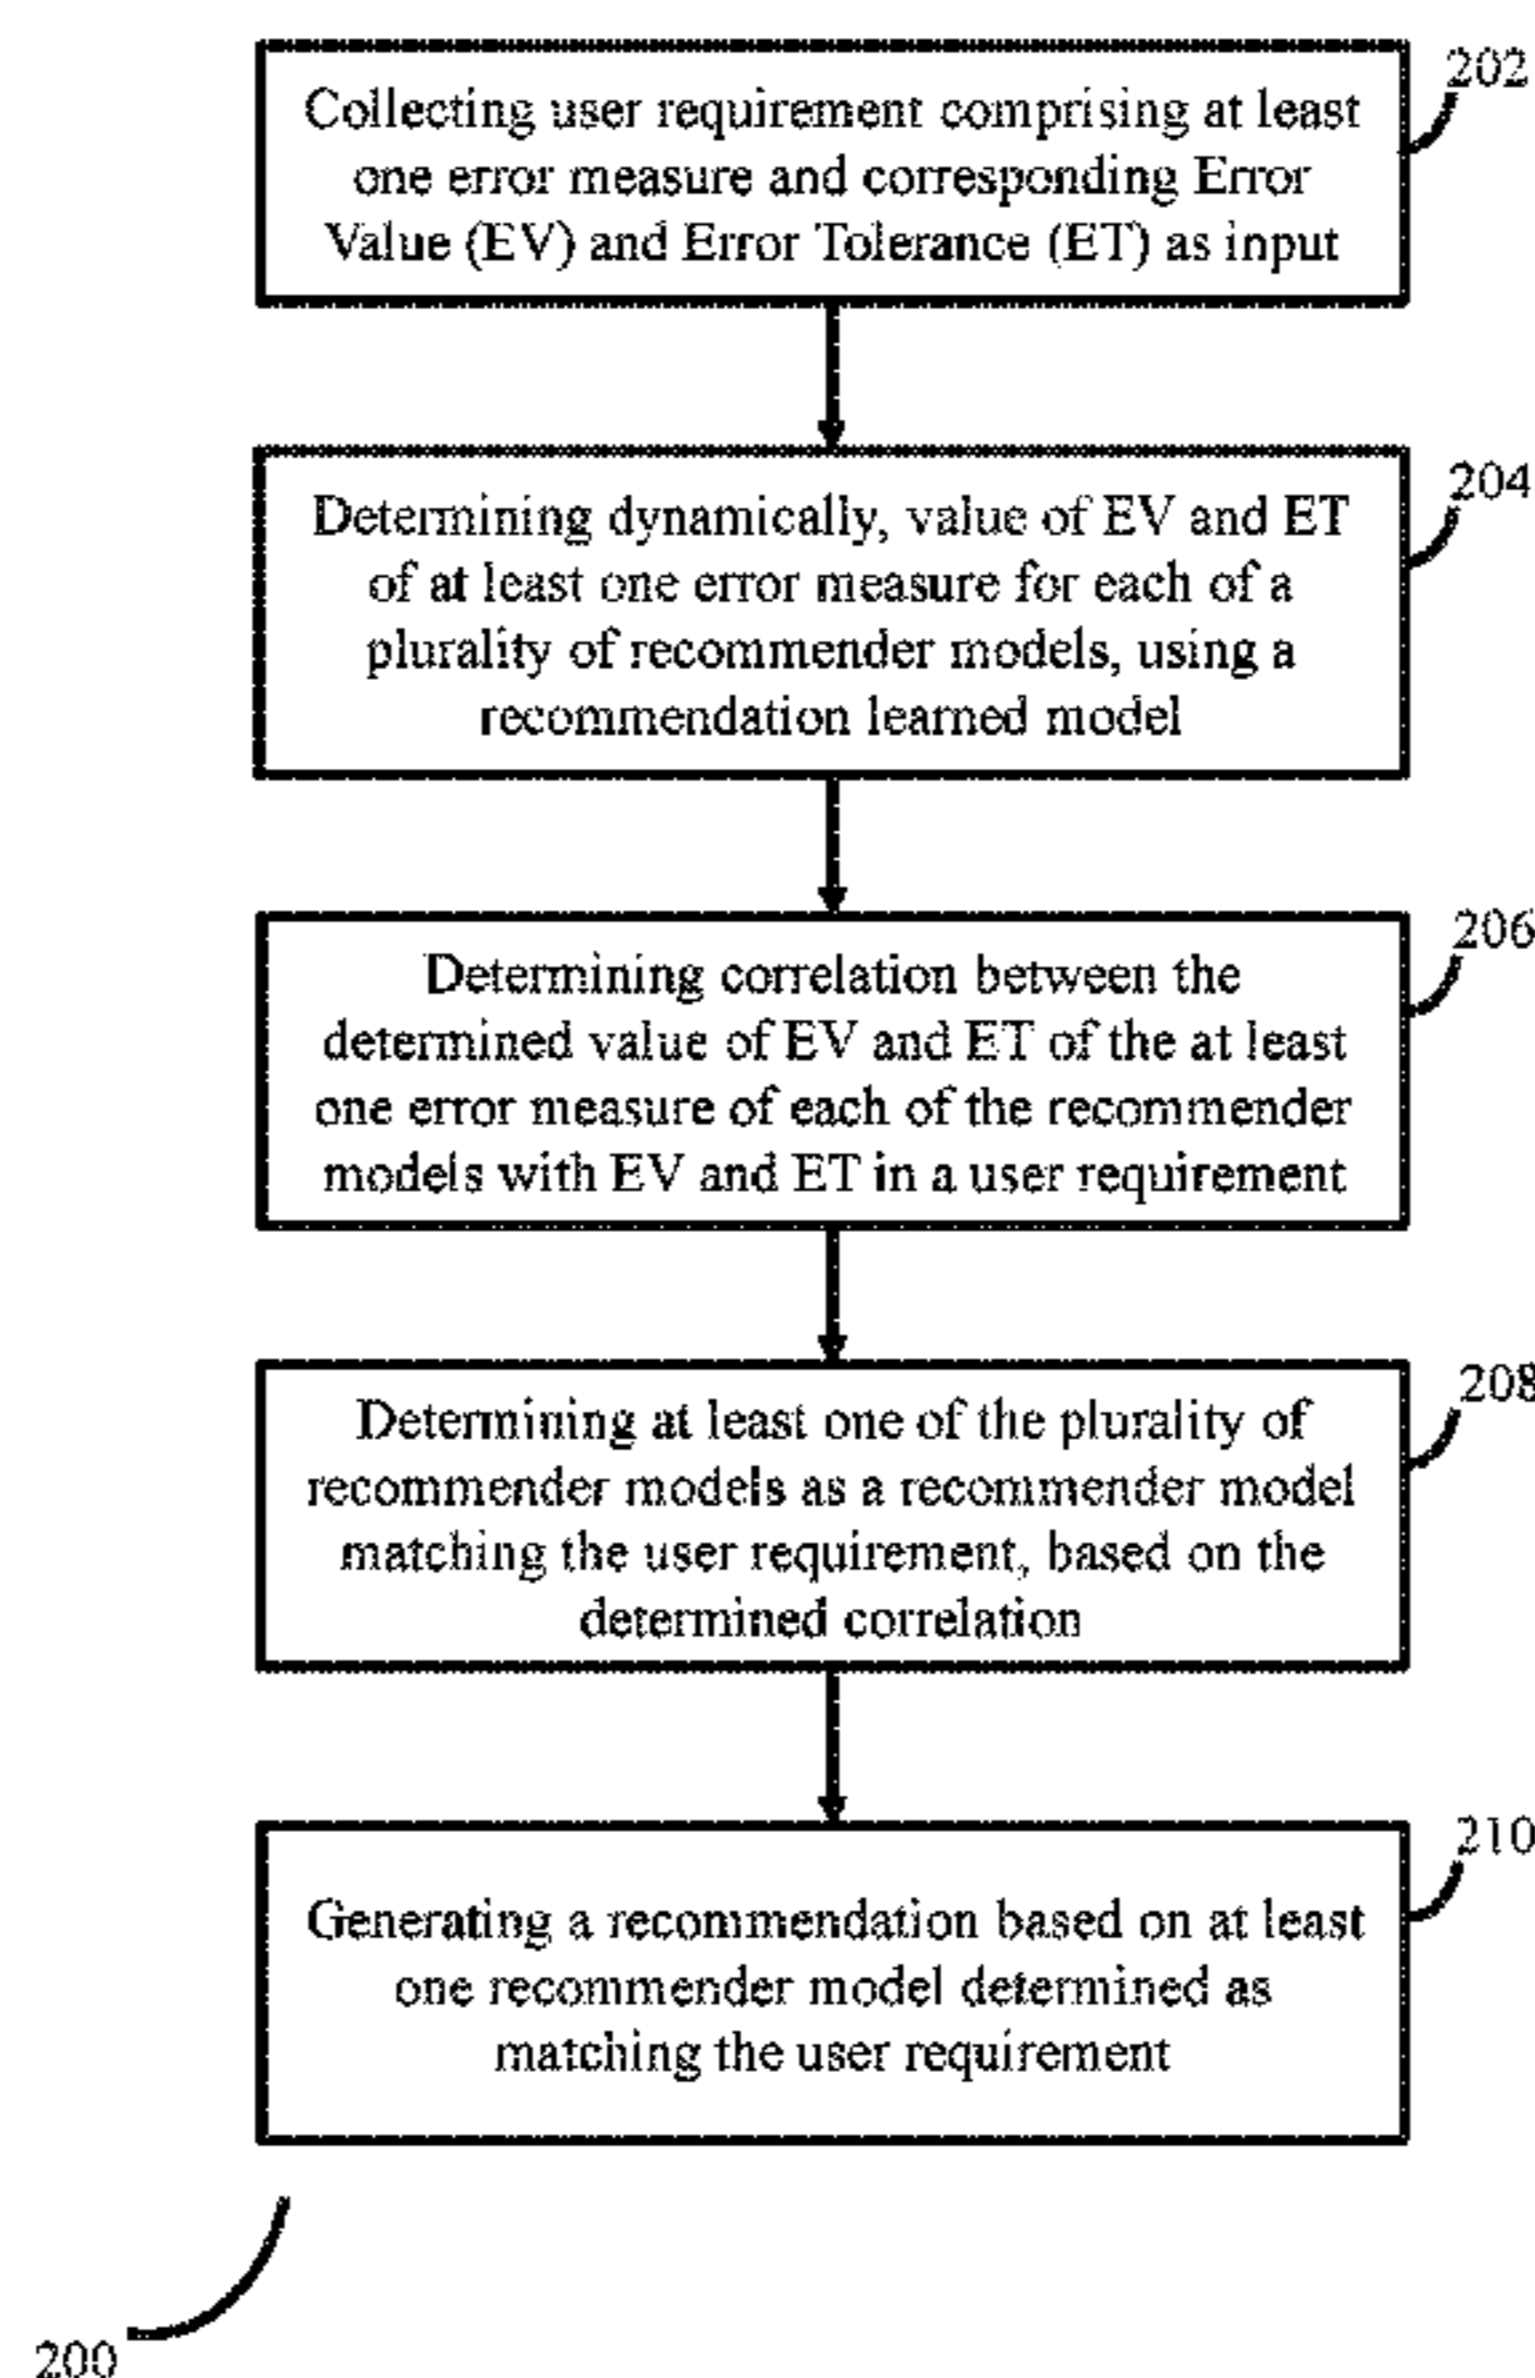 202
Collecting user requirement comprising at least
one error measure and corresponding Error
Value (EV) and Error Tolerance (ET) as input
204
Determining dynamically, value of EV and ET
of at least one error measure for each of a
plurality of recommender models, using a
recommendation learned model
206
Determining correlation between the
determined value of EV and ET of the at least
one error measure of each of the recommender
models with EV and ET in a user requirement
208
Determining at least one of the plurality of
recommender models as a recommender model
matching the user requirement, based on the
determined correlation
210
Generating a recommendation based on at least
one recommender model determined as
matching the user requirement
200